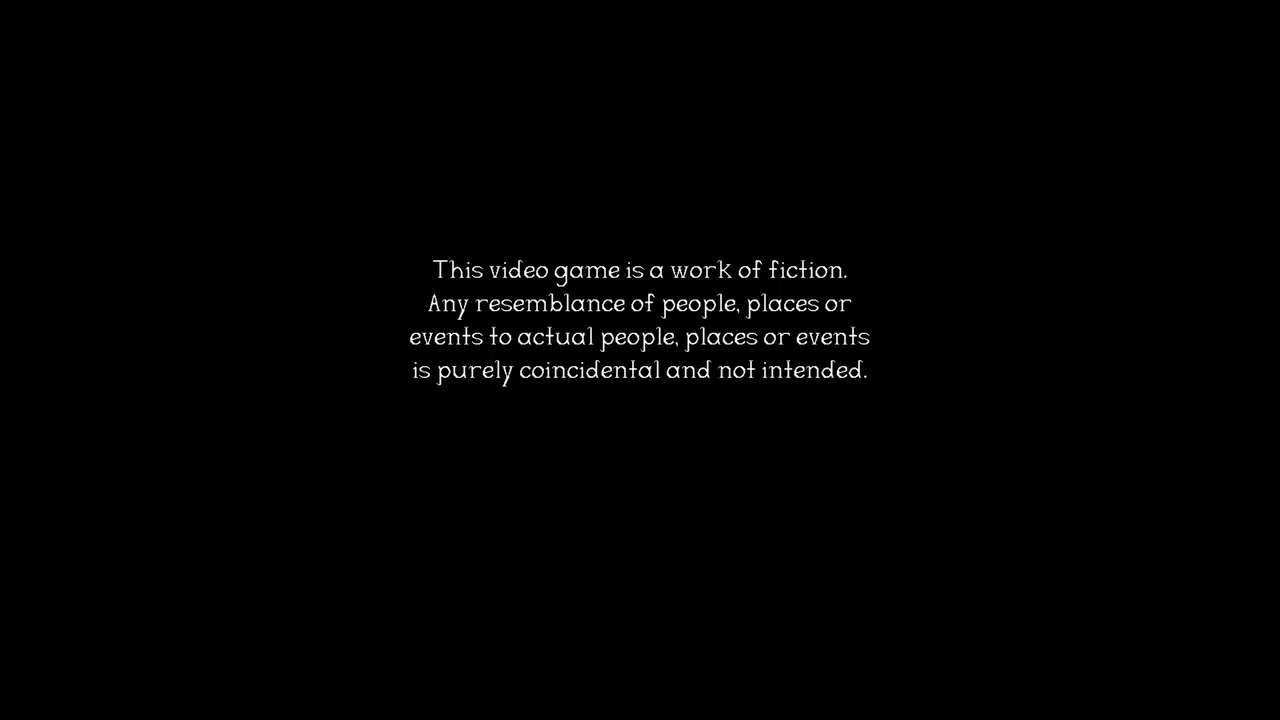 This video game is a work of fiction.
Any resemblance of people, places or
events to actual people, places or events
is purely coincidental and not intended.